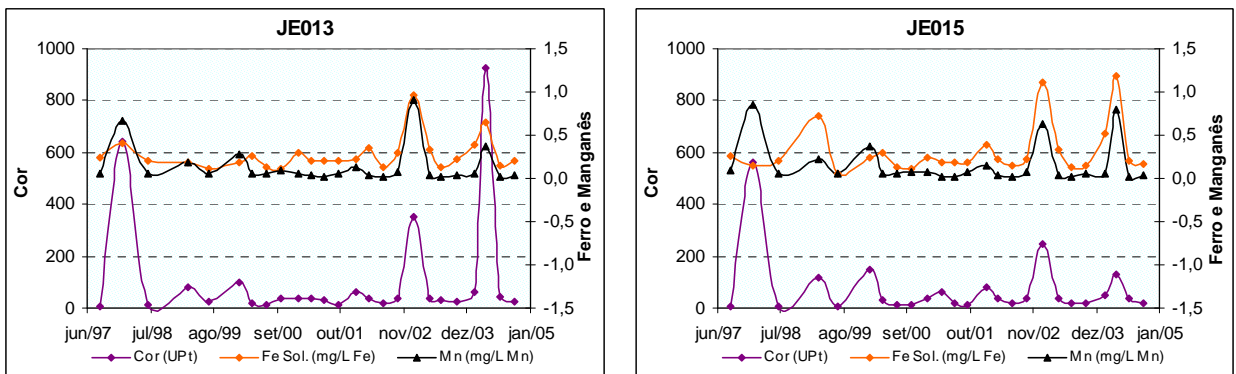 JE013
1000
800
600
400
200
0
Cor
1,5
1,0
0,5
0,0
-0,5
-1,0
-1,5
Ferro e Manganês
jun/97 jul/98 ago/99 set/00 out/01 nov/02 dez/03 jan/05
Cor (UPt) Fe Sol. (mg/L Fe) Mn (mg/L Mn)
JE015
1000
800
600
400
200
0
Cor
1,5
1,0
0,5
0,0
-0,5
-1,0
-1,5
Ferro e Manganês
jun/97 jul/98 ago/99 set/00 out/01 nov/02 dez/03 jan/05
Cor (UPt) Fe Sol. (mg/L Fe) Mn (mg/L Mn)